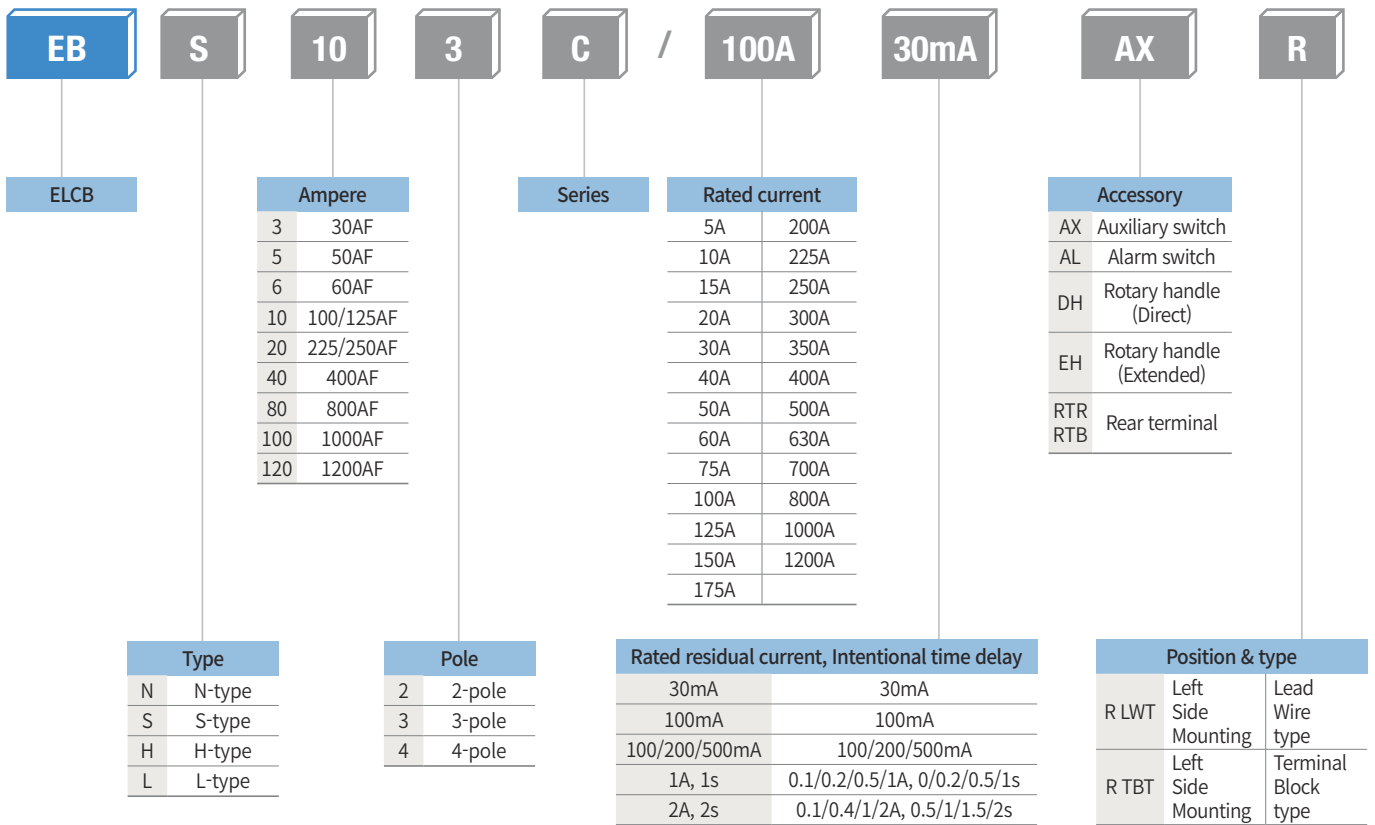 EB S 10 3 C / 100A 30mA AX R
ELCB
Ampere
3 30AF
5 50AF
6 60AF
10 100/125AF
20 225/250AF
40 400AF
80 800AF
100 1000AF
120 1200AF
Series
Rated current
5A 200A
10A 225A
15A 250A
20A 300A
30A 350A
40A 400A
50A 500A
60A 630A
75A 700A
100A 800A
125A 1000A
150A 1200A
175A
Accessory
AX Auxiliary switch
AL Alarm switch
DH Rotary handle
(Direct)
EH Rotary handle
(Extended)
RTR
RTB
Rear terminal
Type
N N-type
S S-type
H H-type
L L-type
Pole
2 2-pole
3 3-pole
4 4-pole
Rated residual current, Intentional time delay
30mA 30mA
100mA 100mA
100/200/500mA 100/200/500mA
1A, 1s 0.1/0.2/0.5/1A, 0/0.2/0.5/1s
2A, 2s 0.1/0.4/1/2A, 0.5/1/1.5/2s
Position & type
Left Lead
R LWT Side Wire
Mounting type
Left Terminal
R TBT Side Block
Mounting type